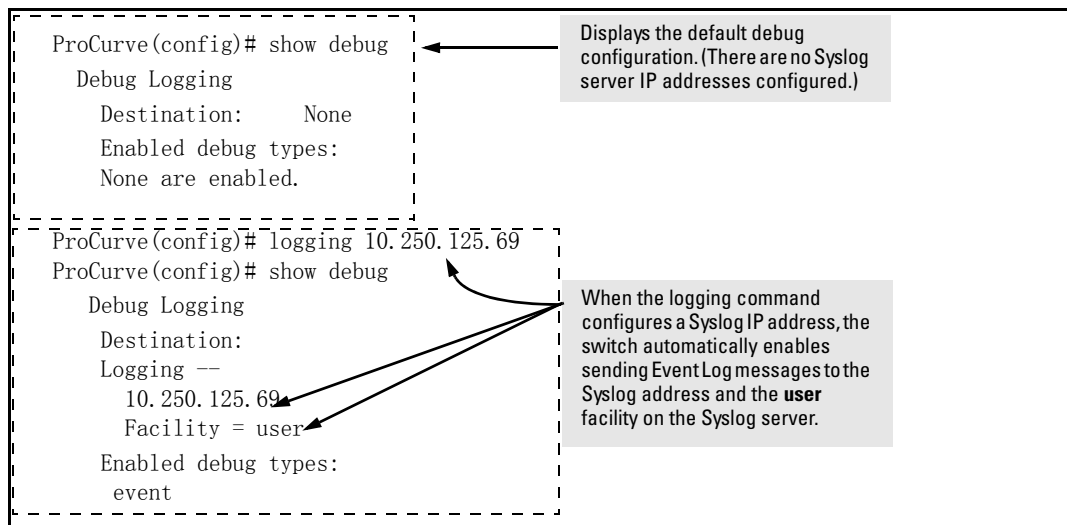 ProCurve(config)# show debug
Debug Logging
Destination: None
Enabled debug types:
None are enabled.
Displays the default debug
configuration. (There are no Syslog
server IP addresses configured.)
ProCurve(config)# logging 10.250.125.69
ProCurve(config)# show debug
Debug Logging
Destination:
Logging --
10.250.125.69
Facility = user
Enabled debug types:
event
When the logging command
configures a Syslog IP address, the
switch automatically enables
sending Event Log messages to the
Syslog address and the user
facility on the Syslog server.